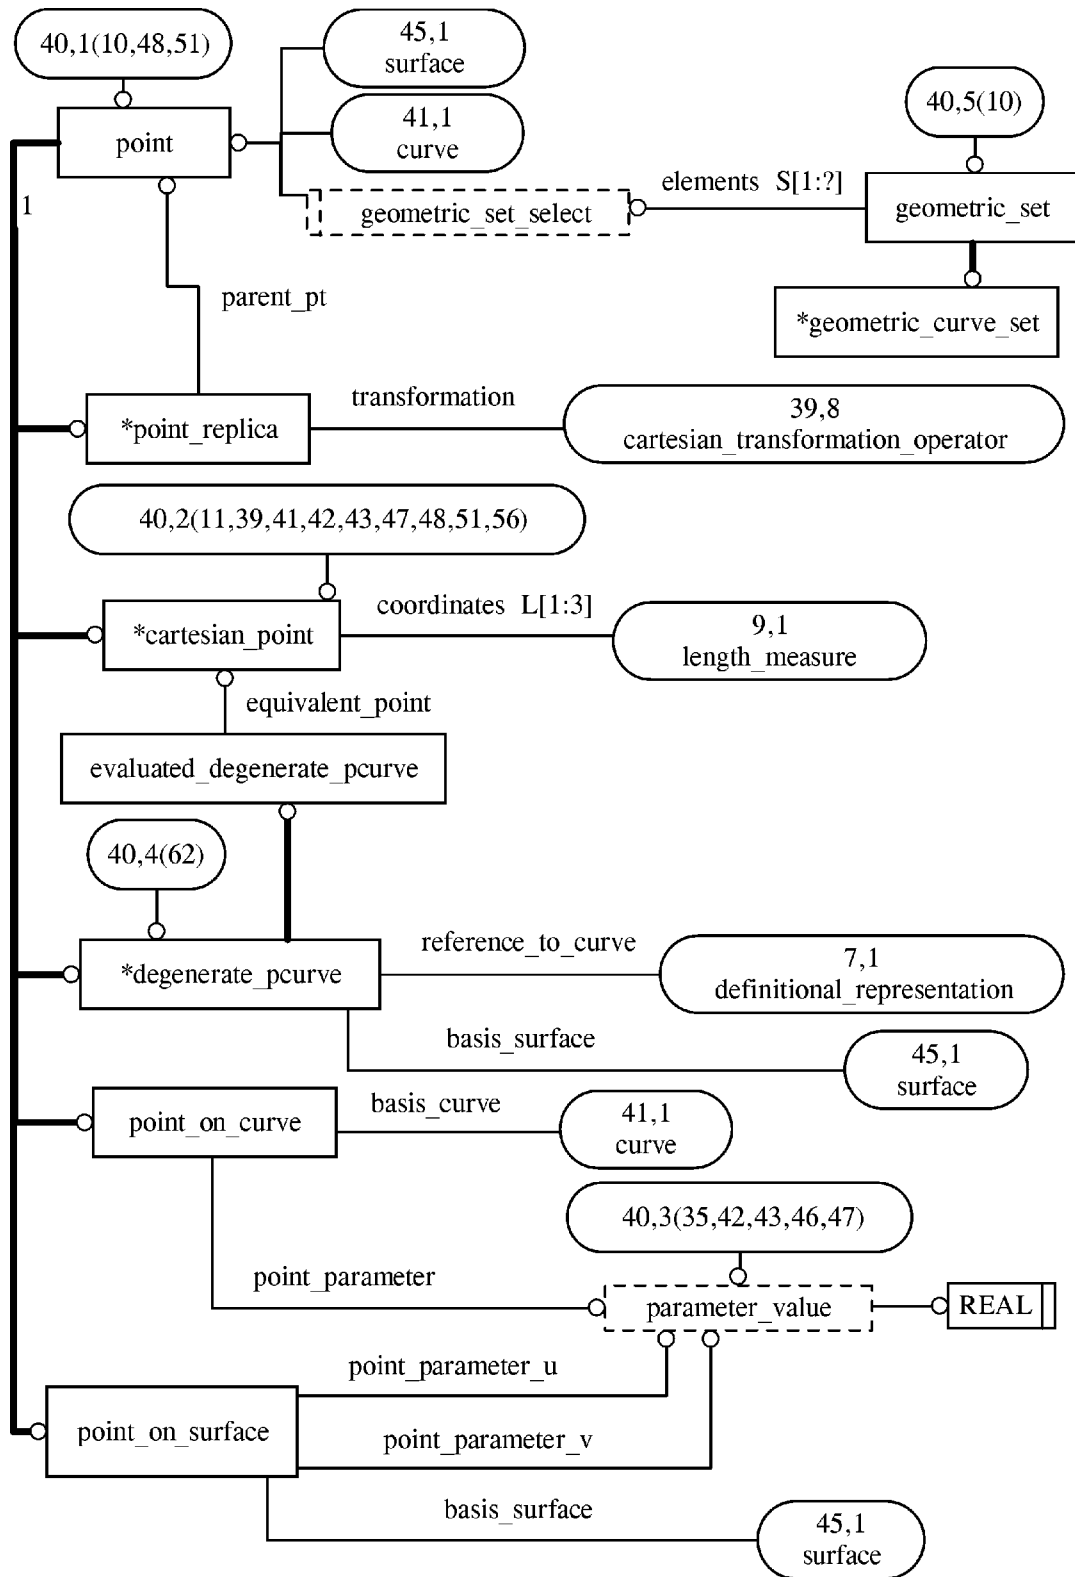 40,1(10,48,51)
45,1
surface
40,5(10)
41,1
curve
point
1
elements S[1:?]
geometric_set_select
geometric_set
parent_pt
*geometric_curve_set
transformation
*point_replica
39,8
cartesian_transformation_operator
40,2(11,39,41,42,43,47,48,51,56)
coordinates L[1:3]
*cartesian_point
9,1
length_measure
equivalent_point
evaluated_degenerate_pcurve
40,4(62)
reference_to_curve
*degenerate_pcurve
7,1
definitional_representation
basis_surface
45,1
surface
basis_curve
point_on_curve
41,1
curve
40,3(35,42,43,46,47)
point_parameter
parameter_value
REAL
point_parameter_u
point_on_surface
point_parameter_v
basis_surface
45,1
surface